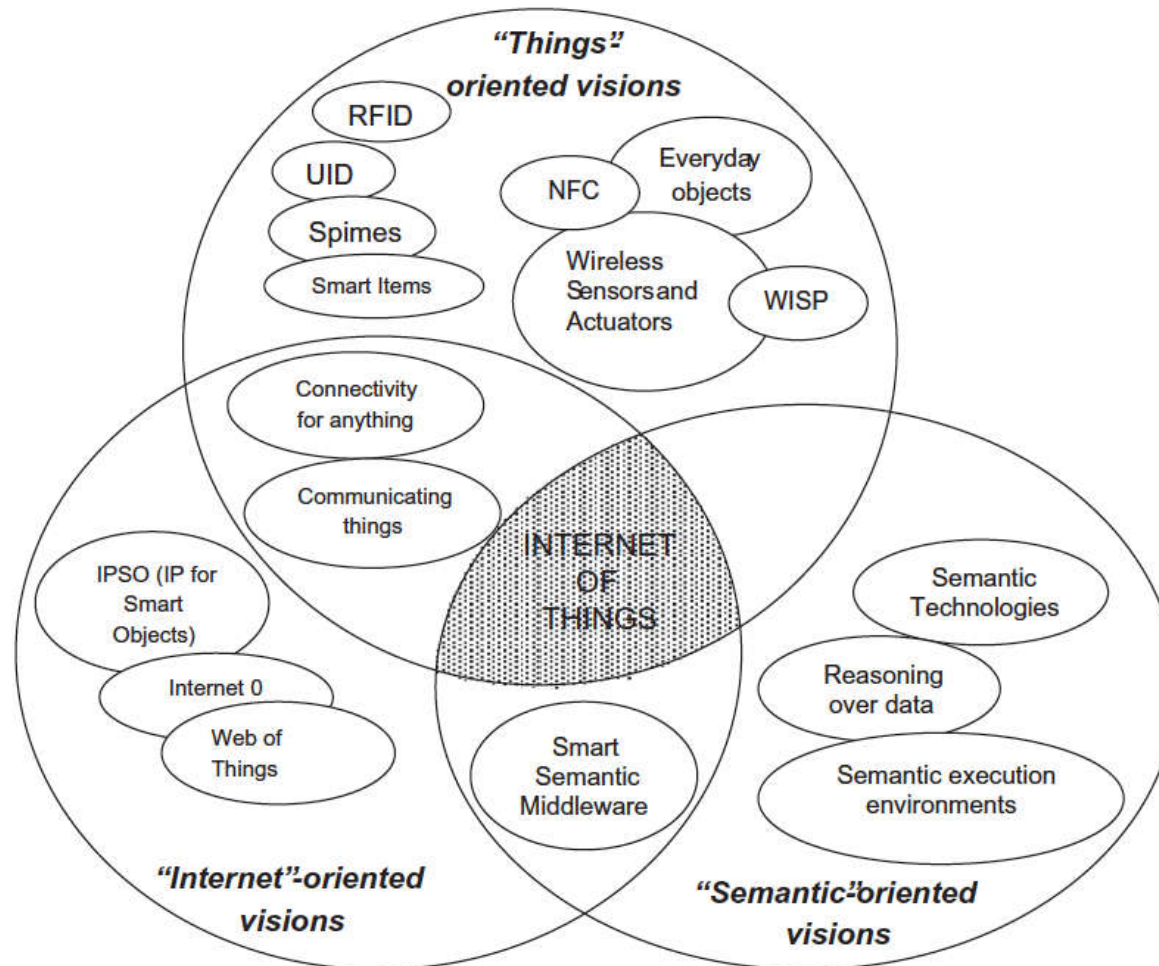 “Things”-
oriented visions
RFID
UID
Spimes
Smart Items
NFC
Everyday
objects
Wireless
Sensors and
Actuators
WISP
Connectivity
for anything
Communicating
things
INTERNET
OF
THINGS
IPSO (IP for
Smart
Objects)
Internet 0
Web of
Things
Semantic
Technologies
Reasoning
over data
Semantic execution
environments
Smart
Semantic
Middleware
“Internet”-oriented
visions
“Semantic”-oriented
visions